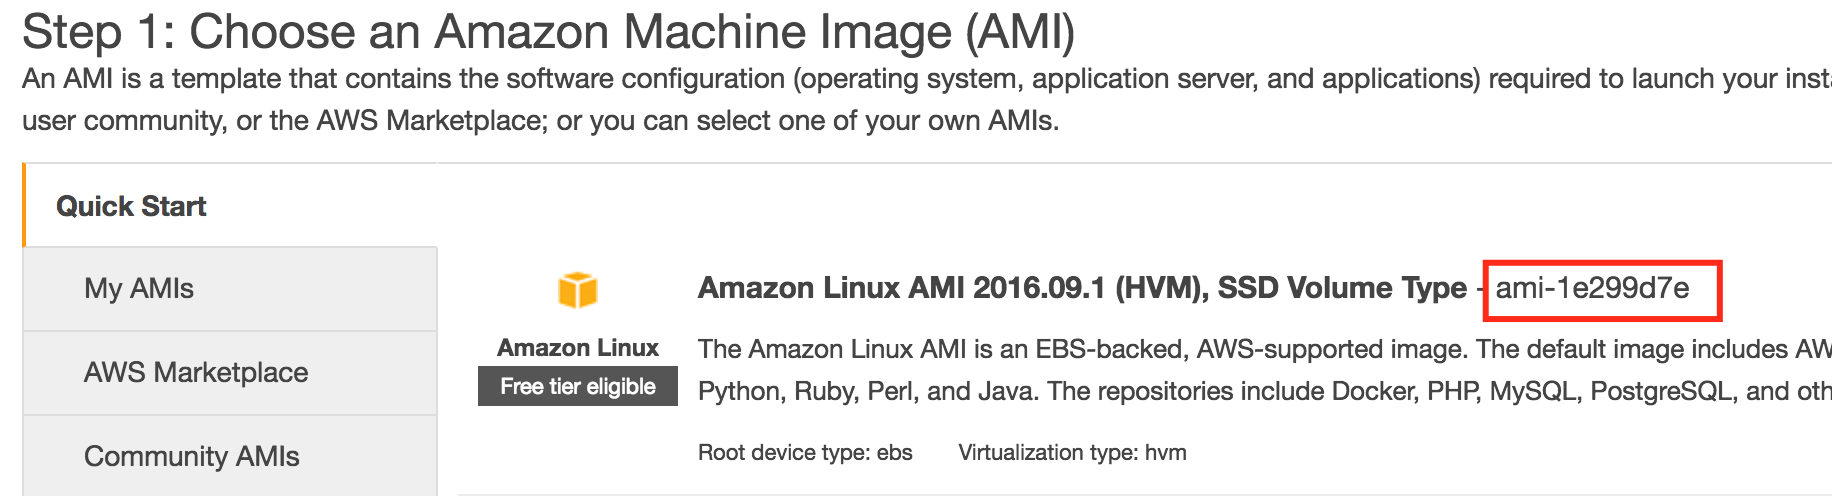 Step 1: Choose an Amazon Machine Image (AMI)
An AMI is a template that contains the software configuration (operating system, application server, and applications) required to launch your inst
user community, or the AWS Marketplace; or you can select one of your own AMIs.
Quick Start
My AMIs
AWS Marketplace
Community AMIs
Amazon Linux
Free tier eligible
Amazon Linux AMI 2016.09.1 (HVM), SSD Volume Type - ami-1e299d7e
The Amazon Linux AMI is an EBS-backed, AWS-supported image. The default image includes AW
Python, Ruby, Perl, and Java. The repositories include Docker, PHP, MySQL, PostgreSQL, and oth
Root device type: ebs Virtualization type: hvm